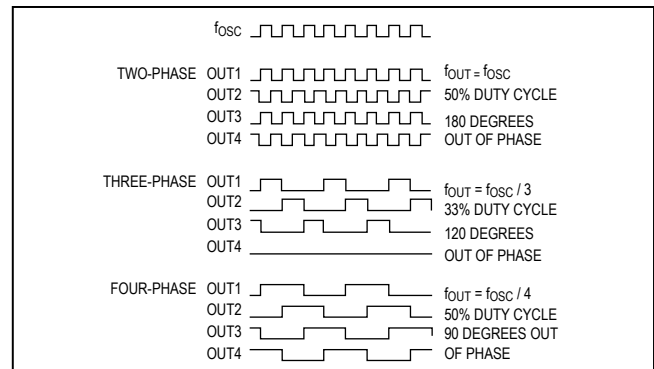 fOSC
TWO-PHASE OUT1 fOUT = fOSC
OUT2 50% DUTY CYCLE
OUT3 180 DEGREES
OUT4 OUT OF PHASE
THREE-PHASE OUT1 fOUT = fOSC / 3
OUT2 33% DUTY CYCLE
OUT3 120 DEGREES
OUT4 OUT OF PHASE
FOUR-PHASE OUT1 fOUT = fOSC / 4
OUT2 50% DUTY CYCLE
OUT3 90 DEGREES OUT
OUT4 OF PHASE